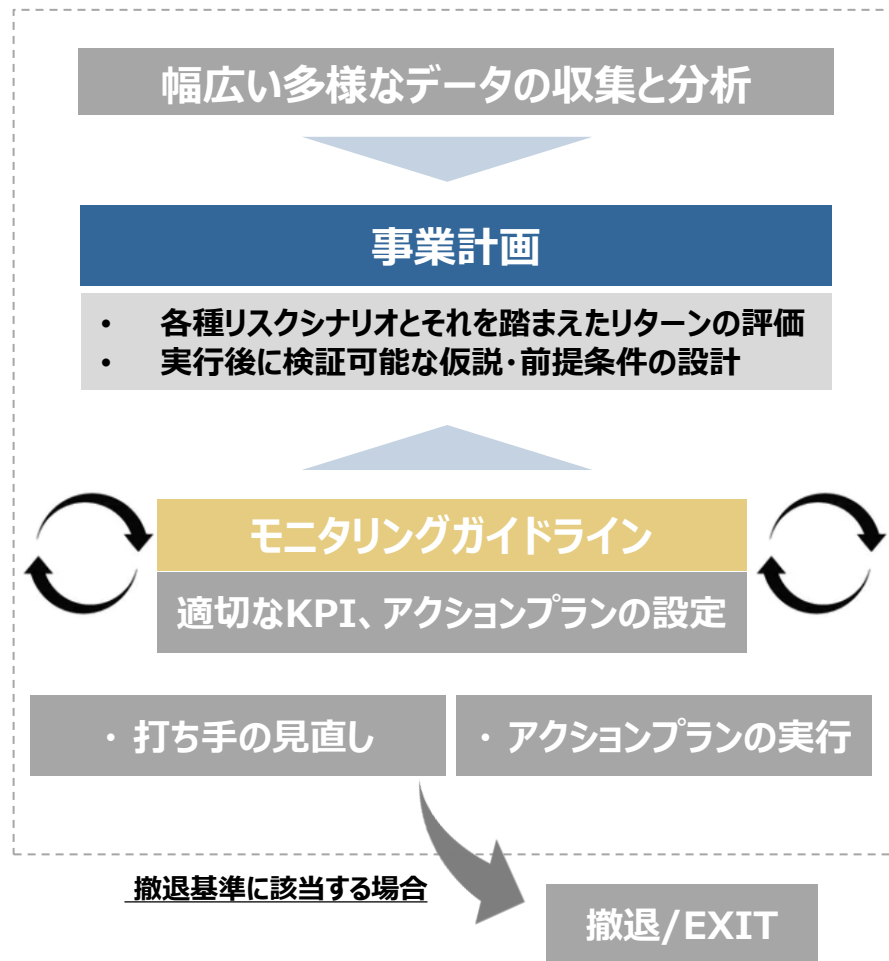 幅広い多様なデータの収集と分析
事業計画
• 各種リスクシナリオとそれを踏まえたリターンの評価
• 実行後に検証可能な仮説･前提条件の設計
モニタリングガイドライン
適切なKPI、アクションプランの設定
・打ち手の見直し
・アクションプランの実行
撤退基準に該当する場合
撤退/EXIT